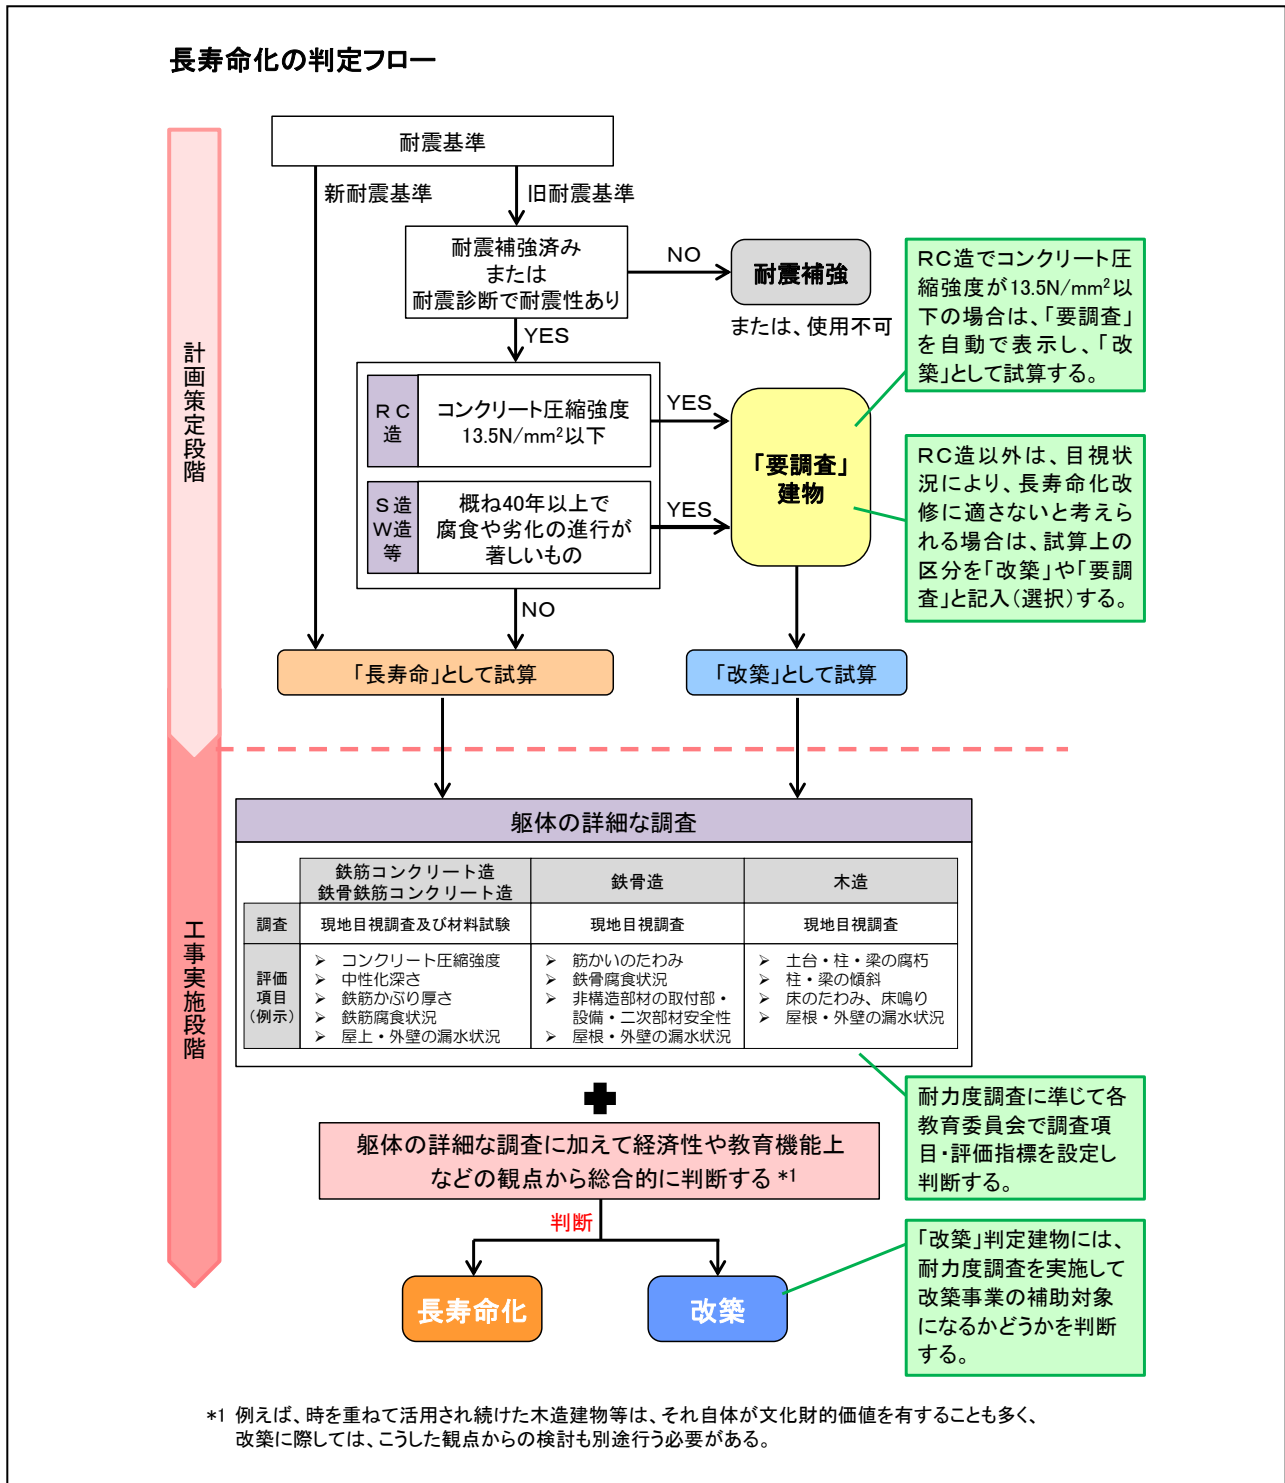 長寿命化の判定フロー
計画策定段階
耐震基準
新耐震基準
旧耐震基準
耐震補強済み
または
耐震診断で耐震性あり
NO
耐震補強
または、使用不可
YES
RC
造
コンクリート圧縮強度
13.5N/mm²以下
YES
S造
W造
等
概ね40年以上で
腐食や劣化の進行が
著しいもの
YES
「要調査」
建物
NO
RC造でコンクリート圧
縮強度が13.5N/mm²以
下の場合は、「要調査」
を自動で表示し、「改
築」として試算する。
RC造以外は、目視状
況により、長寿命化改
修に適さないと考えら
れる場合は、試算上の
区分を「改築」や「要調
査」と記入(選択)する。
「長寿命」として試算
「改築」として試算
工事実施段階
躯体の詳細な調査
鉄筋コンクリート造
鉄骨鉄筋コンクリート造
鉄骨造
木造
調査
現地目視調査及び材料試験
現地目視調査
現地目視調査
評価
項目
(例示)
➢ コンクリート圧縮強度
➢ 中性化深さ
➢ 鉄筋かぶり厚さ
➢ 鉄筋腐食状況
➢ 屋上・外壁の漏水状況
➢ 筋かいのたわみ
➢ 鉄骨腐食状況
➢ 非構造部材の取付部・
設備・二次部材安全性
➢ 屋根・外壁の漏水状況
➢ 土台・柱・梁の腐朽
➢ 柱・梁の傾斜
➢ 床のたわみ、床鳴り
➢ 屋根・外壁の漏水状況
耐力度調査に準じて各
教育委員会で調査項
目・評価指標を設定し
判断する。
躯体の詳細な調査に加えて経済性や教育機能上
などの観点から総合的に判断する *1
判断
長寿命化
改築
「改築」判定建物には、
耐力度調査を実施して
改築事業の補助対象
になるかどうかを判断
する。
*1 例えば、時を重ねて活用され続けた木造建物等は、それ自体が文化財的価値を有することも多く、
改築に際しては、こうした観点からの検討も別途行う必要がある。